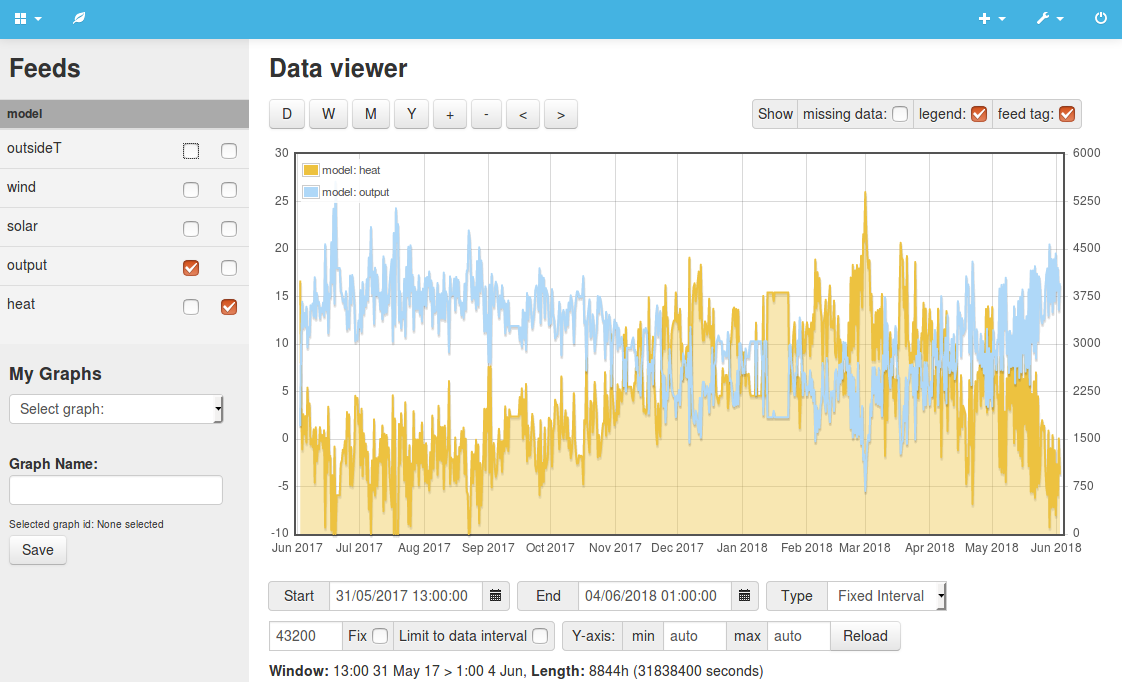 Feeds
model
outsideT
wind
solar
output
heat
My Graphs
Select graph:
Graph Name:
Selected graph id: None selected
Save
Data viewer
D W M Y + - < >
Show missing data: legend: feed tag:
model: heat
model: output
30
25
20
15
10
5
0
-5
-10
6000
5250
4500
3750
3000
2250
1500
750
0
Jun 2017 Jul 2017 Aug 2017 Sep 2017 Oct 2017 Nov 2017 Dec 2017 Jan 2018 Feb 2018 Mar 2018 Apr 2018 May 2018 Jun 2018
Start 31/05/2017 13:00:00 End 04/06/2018 01:00:00 Type Fixed Interval
43200 Fix Limit to data interval Y-axis: min auto max auto Reload
Window: 13:00 31 May 17 > 1:00 4 Jun, Length: 8844h (31838400 seconds)